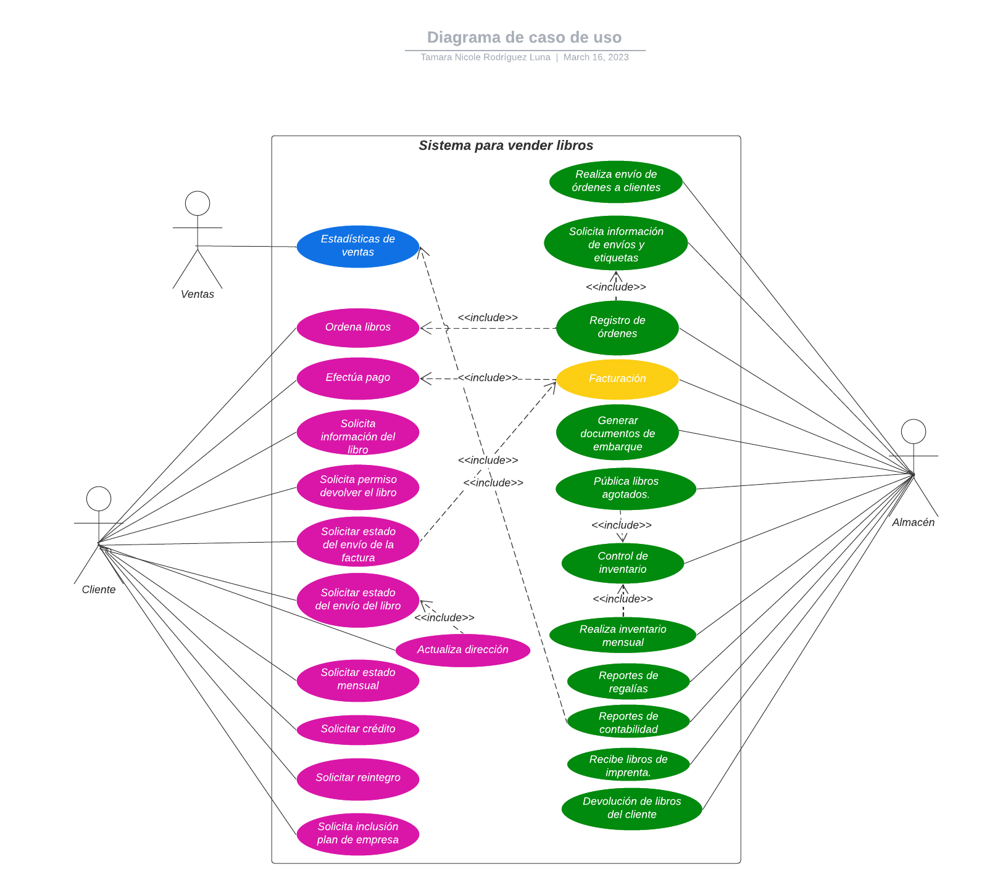 Diagrama de caso de uso
Tamara Nicole Rodríguez Luna | March 16, 2023
Sistema para vender libros
Realiza envío de
órdenes a clientes
Solicita información
de envíos y
etiquetas
Estadísticas de
ventas
Ventas
<<include>>
Ordena libros
<<include>>
Registro de
órdenes
Efectúa pago
<<include>>
Facturación
Solicita
información del
libro
Generar
documentos de
embarque
<<include>>
<<include>>
Solicita permiso
devolver el libro
Pública libros
agotados.
Almacén
<<include>>
Solicitar estado
del envío de la
factura
Control de
inventario
Cliente
Solicitar estado
del envío del libro
<<include>>
<<include>>
Realiza inventario
mensual
Actualiza dirección
Solicitar estado
mensual
Reportes de
regalías
Reportes de
contabilidad
Solicitar crédito
Recibe libros de
imprenta.
Solicitar reintegro
Devolución de libros
del cliente
Solicita inclusión
plan de empresa